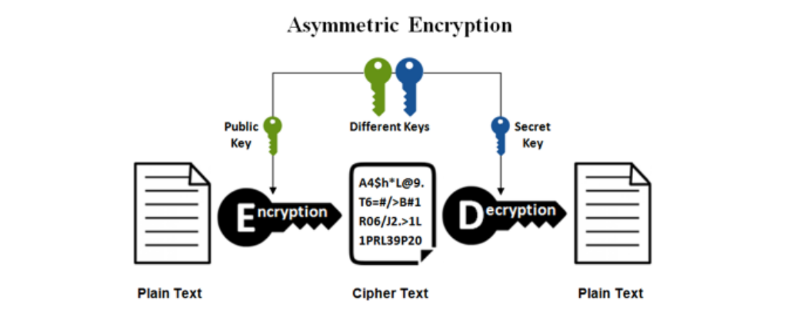 Asymmetric Encryption
Public
Key
Different Keys
Secret
Key
Encryption
A4$h*L@9.
T6=#/>B#1
R06/J2.>1L
1PRL39P20
Decryption
Plain Text
Cipher Text
Plain Text